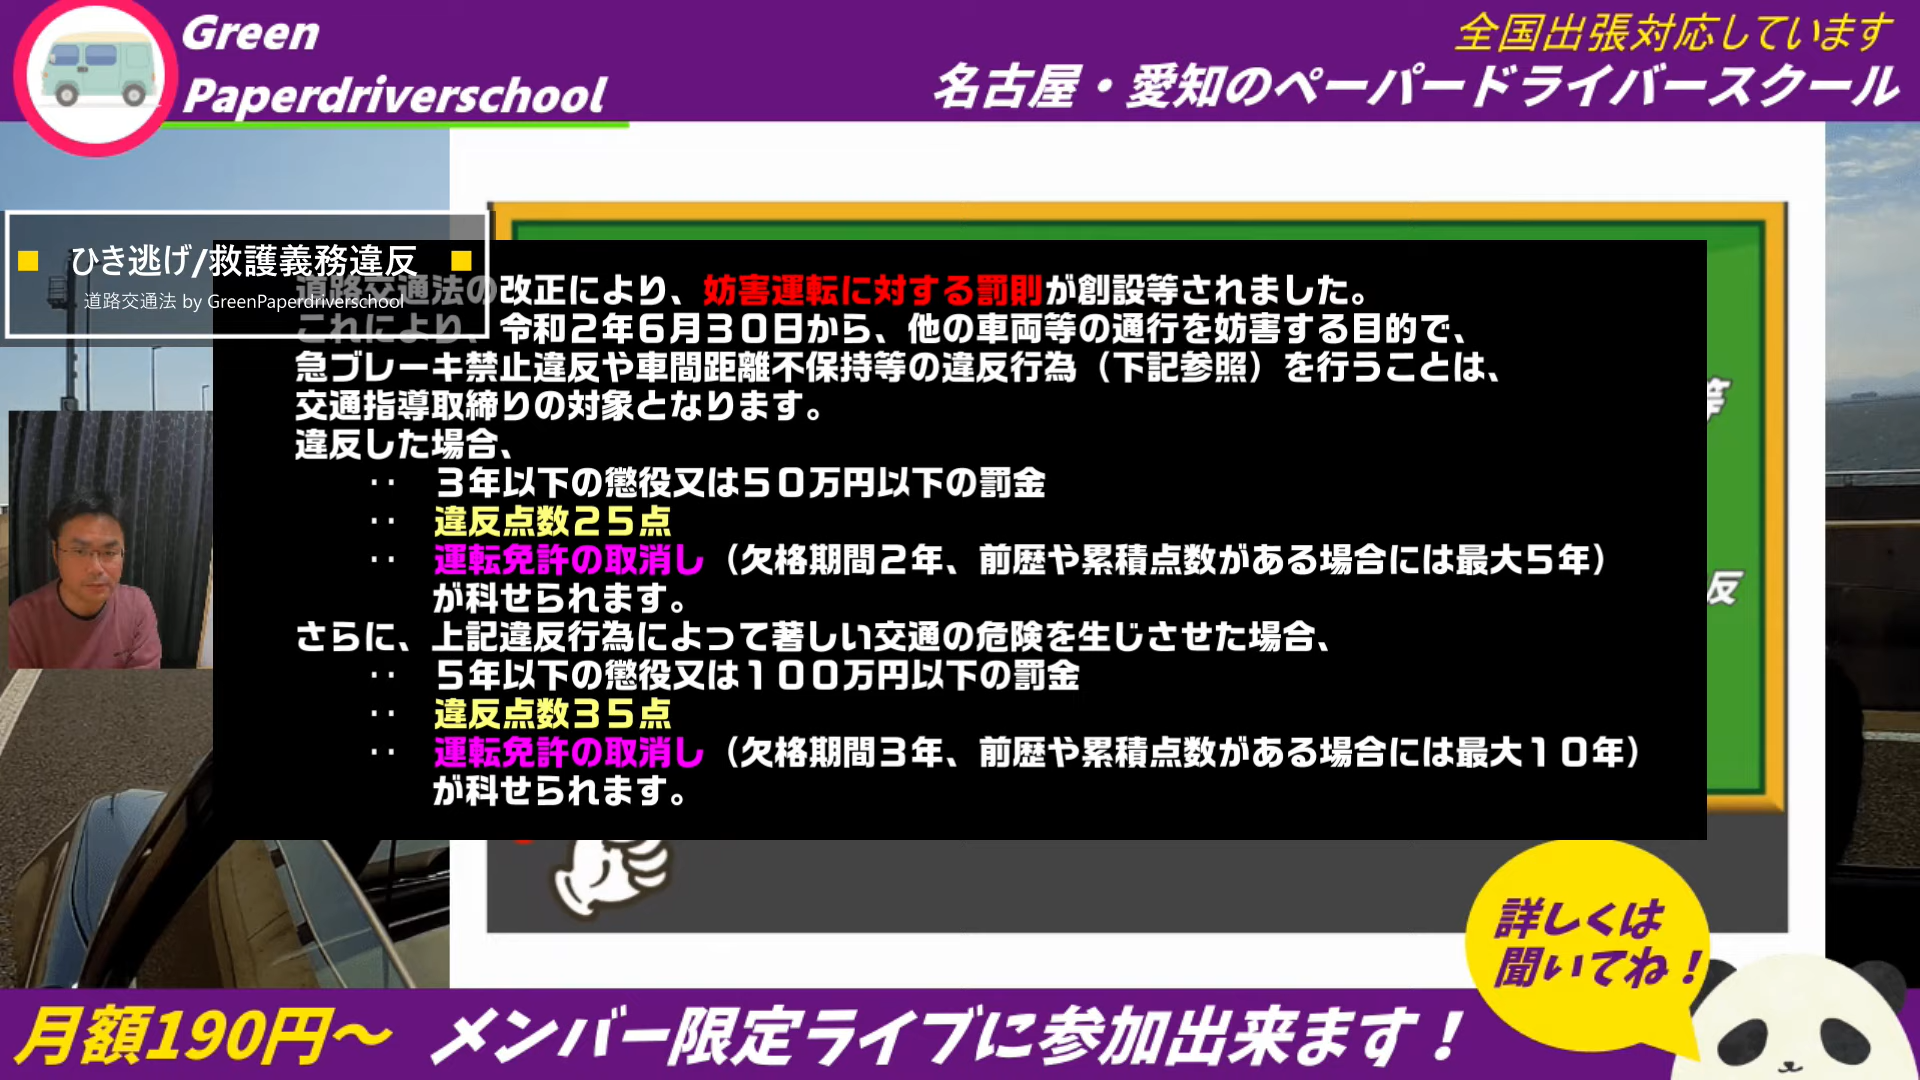 Green
Paperdriverschool
全国出張対応しています
名古屋・愛知のペーパードライバースクール
ひき逃げ/救護義務違反
道路交通法 by GreenPaperdriverschool
道路交通法の改正により、妨害運転に対する罰則が創設等されました。
これにより、令和２年６月３０日から、他の車両等の通行を妨害する目的で、
急ブレーキ禁止違反や車間距離不保持等の違反行為（下記参照）を行うことは、
交通指導取締りの対象となります。
違反した場合、
‥ ３年以下の懲役又は５０万円以下の罰金
‥ 違反点数２５点
‥ 運転免許の取消し（欠格期間２年、前歴や累積点数がある場合には最大５年）
が科せられます。
さらに、上記違反行為によって著しい交通の危険を生じさせた場合、
‥ ５年以下の懲役又は１００万円以下の罰金
‥ 違反点数３５点
‥ 運転免許の取消し（欠格期間３年、前歴や累積点数がある場合には最大１０年）
が科せられます。
等
反
詳しくは
聞いてね！
月額190円～ メンバー限定ライブに参加出来ます！